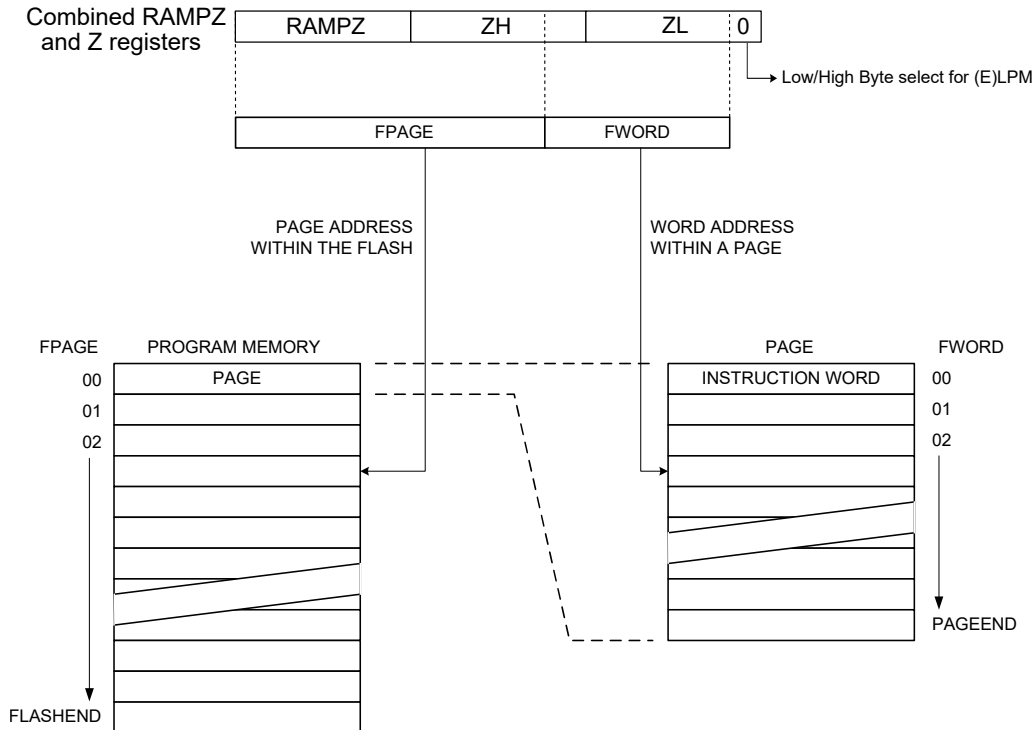 Combined RAMPZ
and Z registers
RAMPZ ZH ZL 0
Low/High Byte select for (E)LPM
FPAGE FWORD
PAGE ADDRESS
WITHIN THE FLASH
WORD ADDRESS
WITHIN A PAGE
FPAGE PROGRAM MEMORY PAGE FWORD
00 PAGE INSTRUCTION WORD 00
01 01
02 02
PAGEEND
FLASHEND